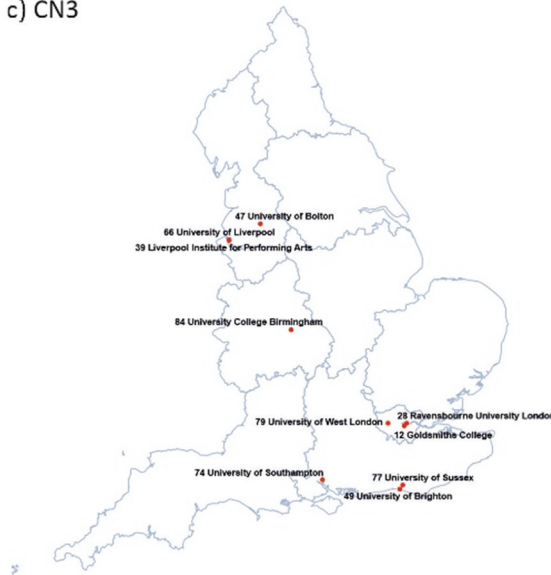 c) CN3
47 University of Bolton
66 University of Liverpool
39 Liverpool Institute for Performing Arts
84 University College Birmingham
28 Ravensbourne University London
79 University of West London
12 Goldsmiths College
74 University of Southampton
77 University of Sussex
49 University of Brighton